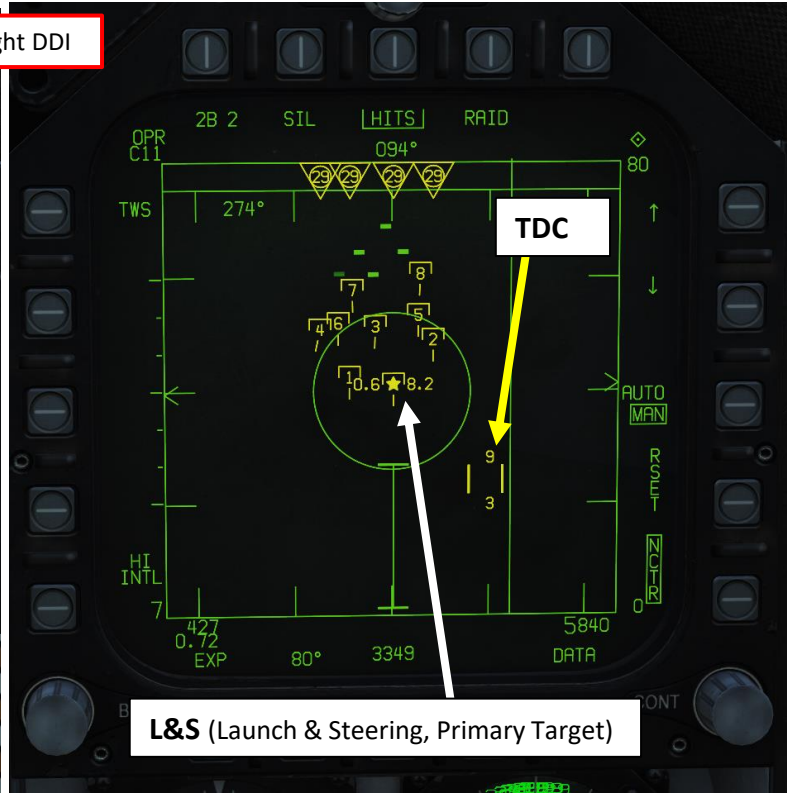 ght DDI
2B 2 SIL HITS RAID
OPR
C11
094°
80
29 29 29 29
TWS 274°
TDC
8
7
5
4 6 3
2
1 0.6 8.2
AUTO
MAN
9
3
RSET
HI
INTL
NCTR
7
0
427
0.72
5840
EXP 80° 3349 DATA
B
CONT
L&S (Launch & Steering, Primary Target)